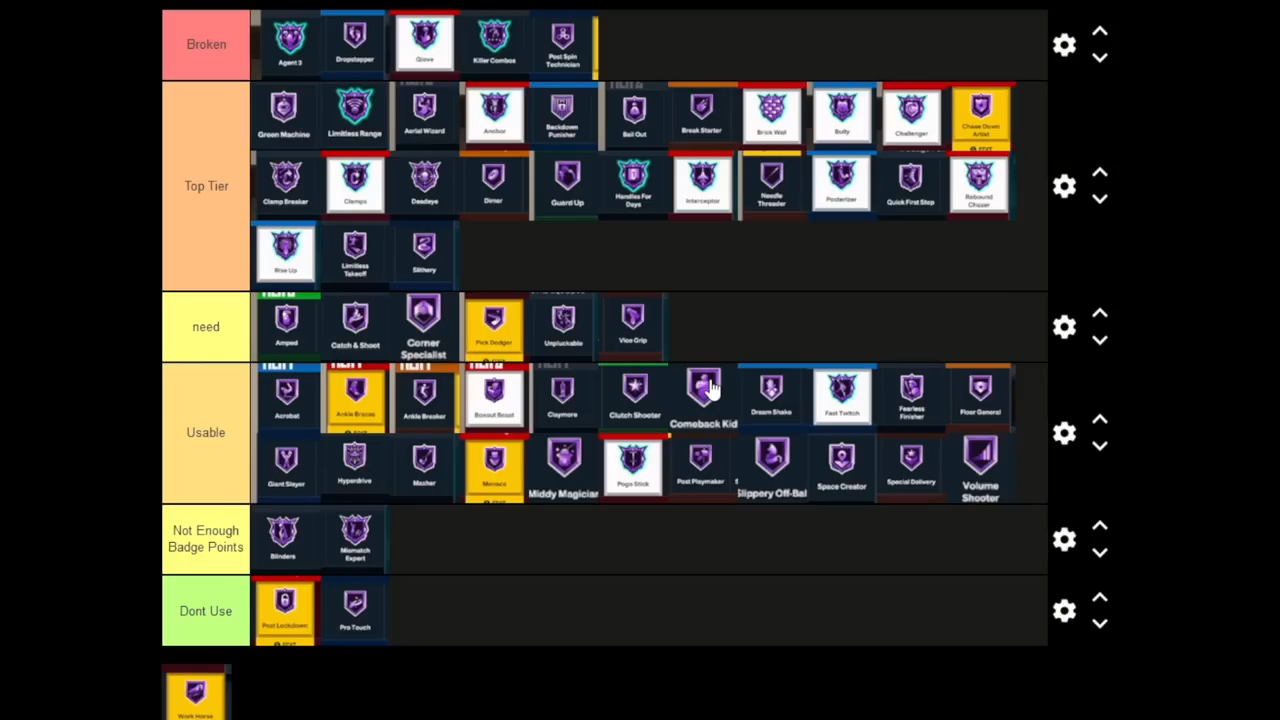 Broken
Agent 3
Dropstepper
Glove
Killer Combos
Post Spin
Technician
Top Tier
Green Machine
Limitless Range
Aerial Wizard
Anchor
Backdown
Punisher
Bail Out
Break Starter
Brick Wall
Bully
Challenger
Chase Down
Artist
Clamp Breaker
Clamps
Deadeye
Dimer
Guard Up
Handles For
Days
Interceptor
Needle
Threader
Posterizer
Quick First Step
Rebound
Chaser
Rise Up
Limitless
Takeoff
Slithery
need
Amped
Catch & Shoot
Corner
Specialist
Pick Dodger
Unpluckable
Vice Grip
Usable
Acrobat
Ankle Braces
Ankle Breaker
Boxout Beast
Claymore
Clutch Shooter
Comeback Kid
Dream Shake
Fast Twitch
Fearless
Finisher
Floor General
Giant Slayer
Hyperdrive
Masher
Menace
Middy Magician
Pogo Stick
Post Playmaker
Slippery Off-Bal
Space Creator
Special Delivery
Volume
Shooter
Not Enough
Badge Points
Blinders
Mismatch
Expert
Dont Use
Post Lockdown
Pro Touch
Work Horse